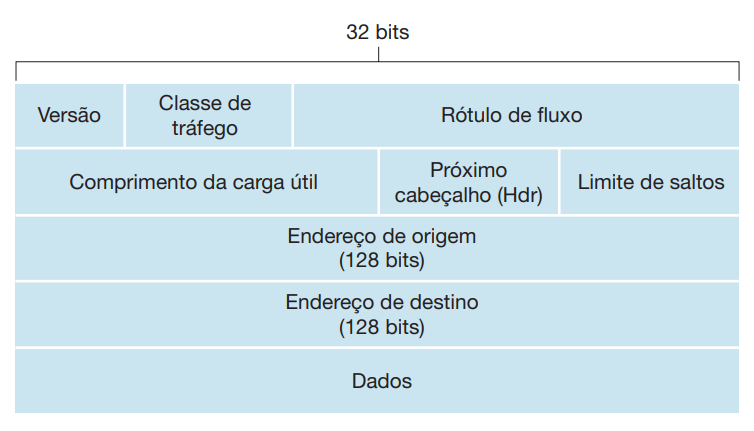 32 bits
Versão
Classe de
tráfego
Rótulo de fluxo
Comprimento da carga útil
Próximo
cabeçalho (Hdr)
Limite de saltos
Endereço de origem
(128 bits)
Endereço de destino
(128 bits)
Dados